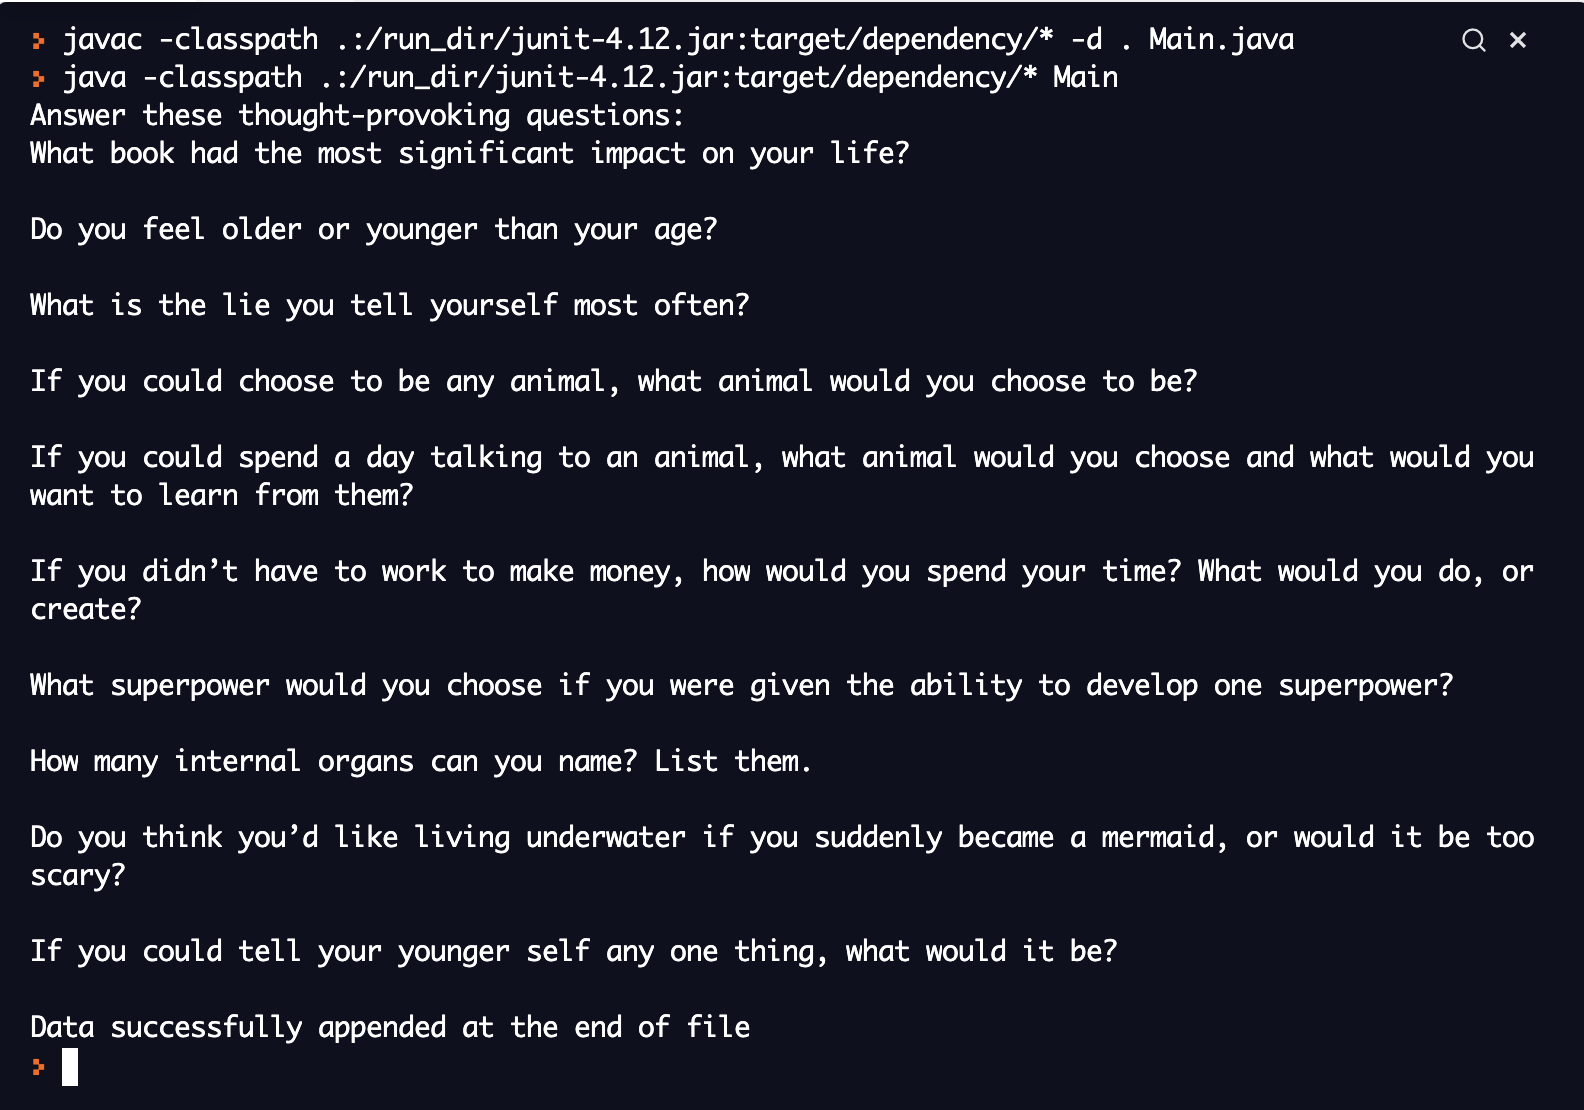 javac -classpath .:/run_dir/junit-4.12.jar:target/dependency/* -d . Main.java
java -classpath .:/run_dir/junit-4.12.jar:target/dependency/* Main
Answer these thought-provoking questions:
What book had the most significant impact on your life?
Do you feel older or younger than your age?
What is the lie you tell yourself most often?
If you could choose to be any animal, what animal would you choose to be?
If you could spend a day talking to an animal, what animal would you choose and what would you
want to learn from them?
If you didn’t have to work to make money, how would you spend your time? What would you do, or
create?
What superpower would you choose if you were given the ability to develop one superpower?
How many internal organs can you name? List them.
Do you think you’d like living underwater if you suddenly became a mermaid, or would it be too
scary?
If you could tell your younger self any one thing, what would it be?
Data successfully appended at the end of file